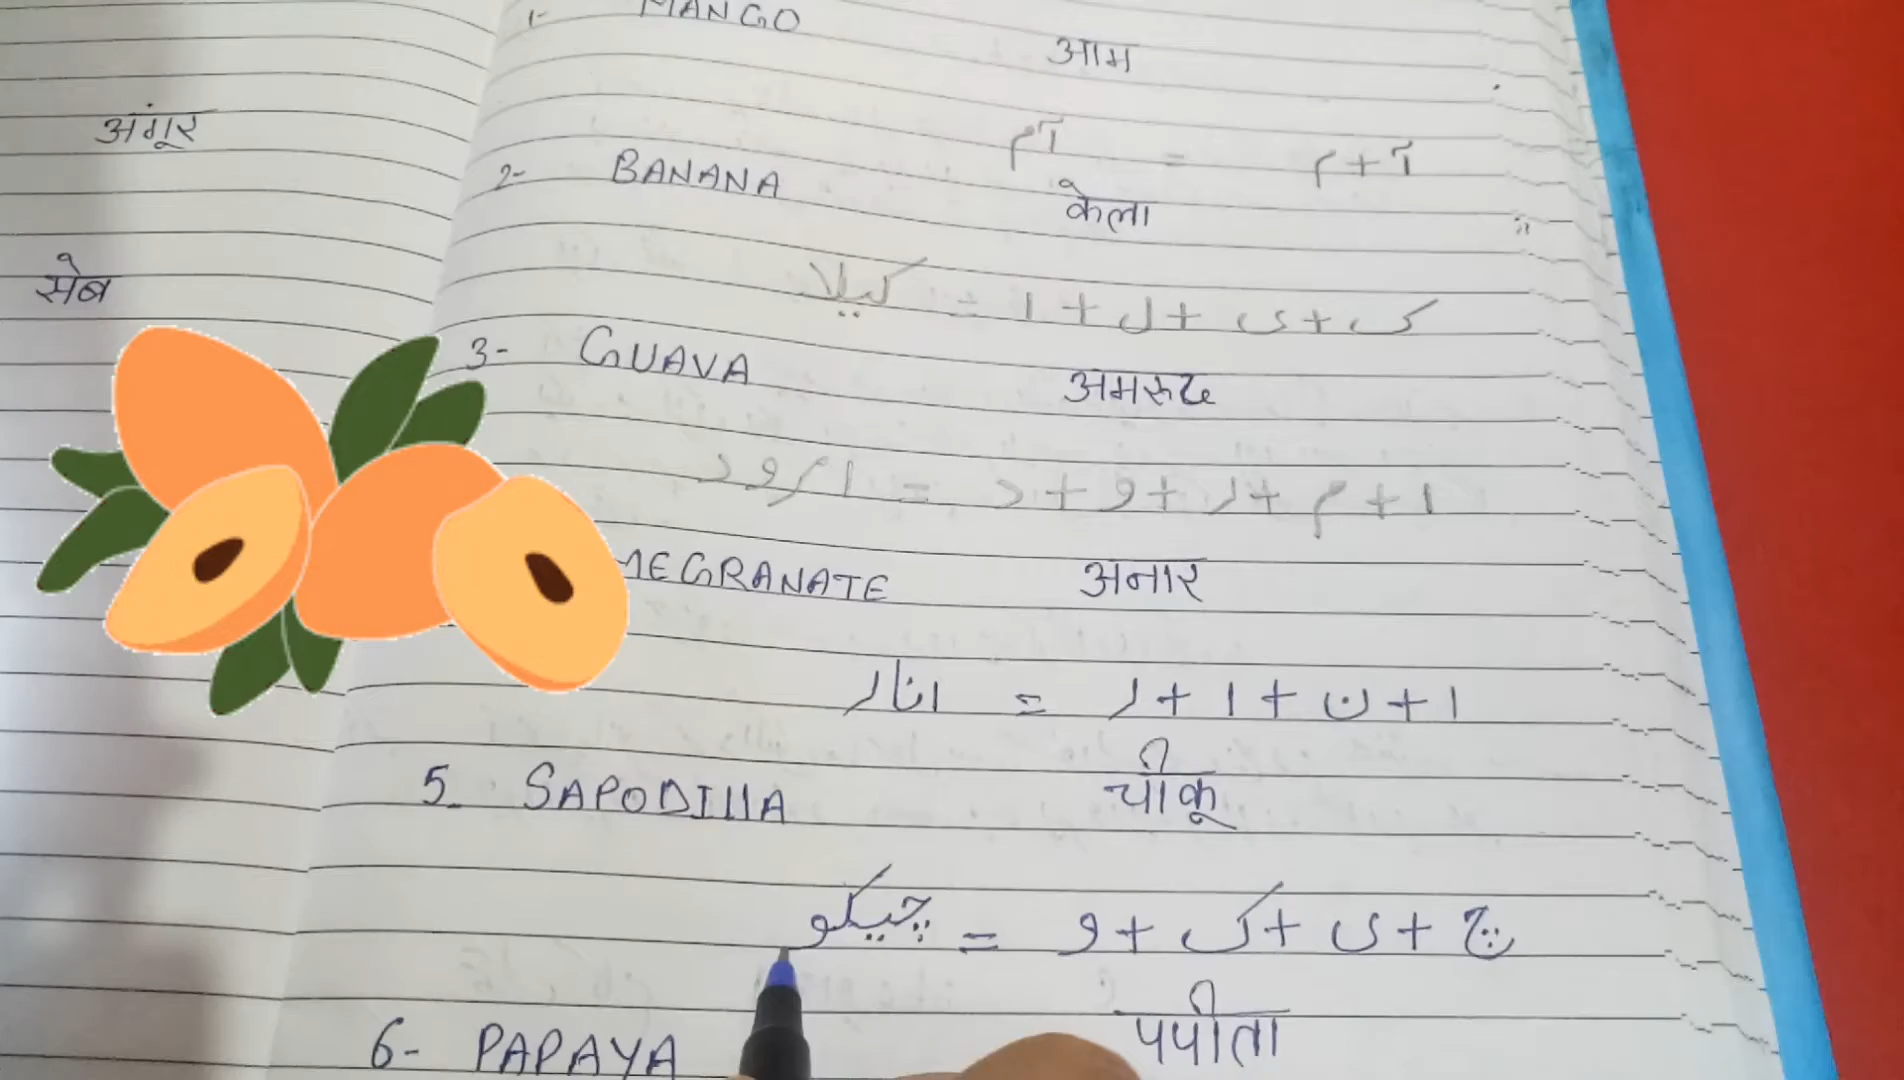 1- MANGO आम
آ + م = آم
अंगूर
2- BANANA केला
ک + ی + ل + ا = کیلا
सेब
3- GUAVA अमरूद
ا + م + ر + و + د = امرود
MEGRANATE अनार
ا + ن + ا + ر = انار
5- SAPODILLA चीकू
چ + ی + ک + و = چیکو
6- PAPAYA पपीता